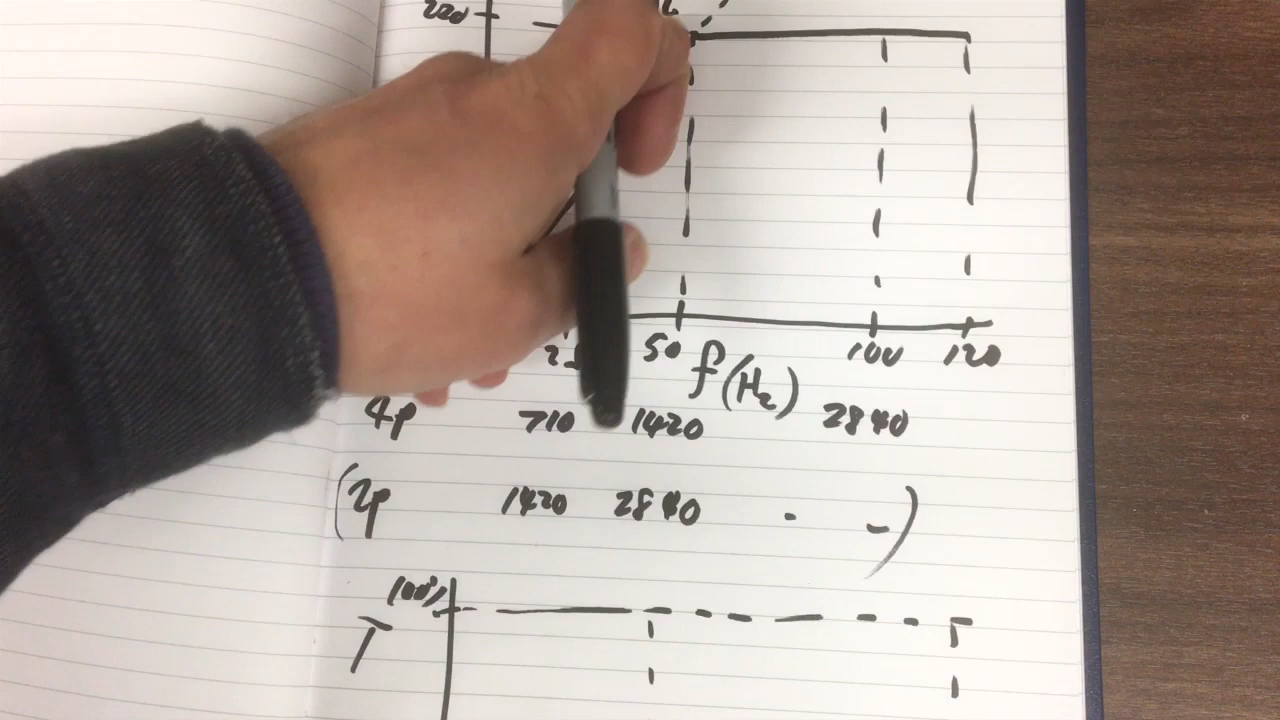 220
50 100 120
f(Hz)
4p 710 1420 2840
(2p 1420 2840 . -)
100%
T